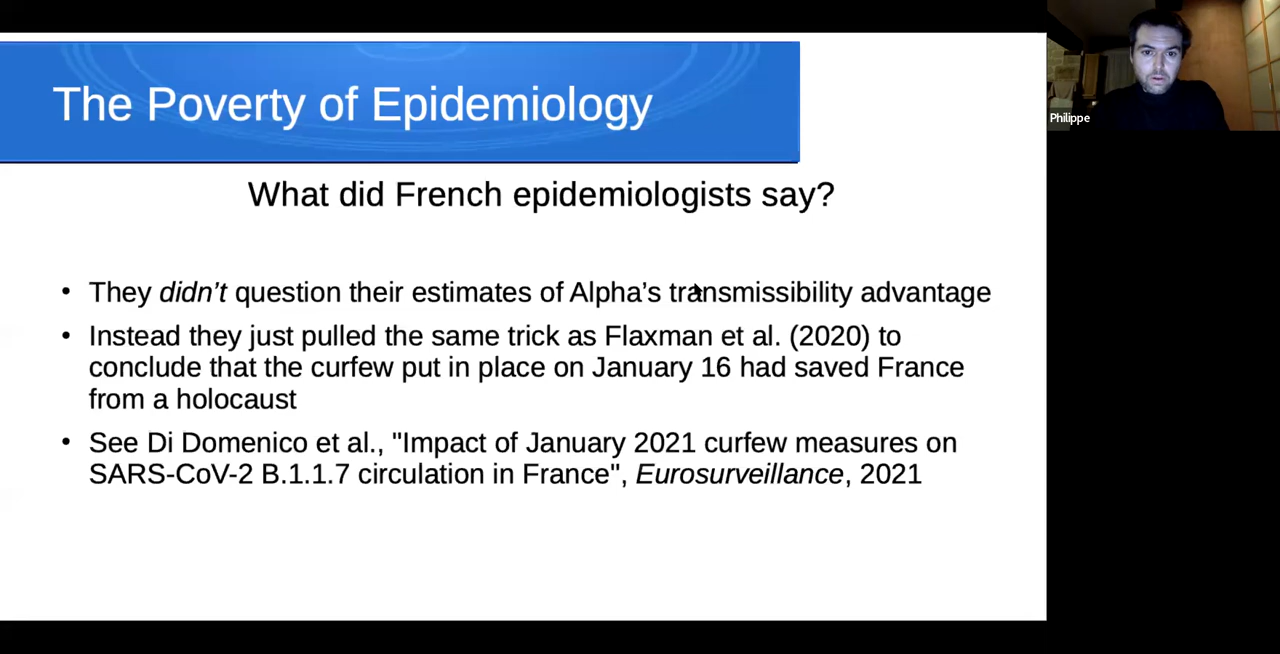 The Poverty of Epidemiology
Philippe
What did French epidemiologists say?
• They didn't question their estimates of Alpha's transmissibility advantage
• Instead they just pulled the same trick as Flaxman et al. (2020) to
conclude that the curfew put in place on January 16 had saved France
from a holocaust
• See Di Domenico et al., "Impact of January 2021 curfew measures on
SARS-CoV-2 B.1.1.7 circulation in France", Eurosurveillance, 2021